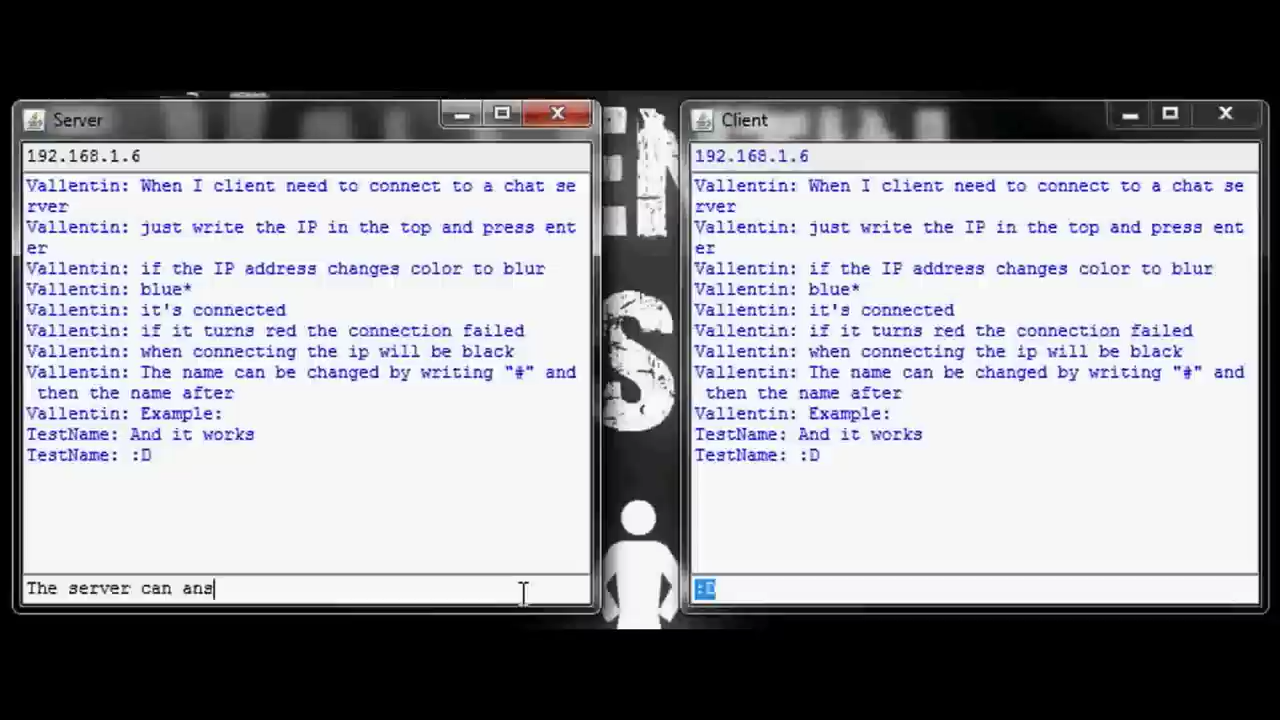 Server
192.168.1.6
Vallentin: When I client need to connect to a chat se
rver
Vallentin: just write the IP in the top and press ent
er
Vallentin: if the IP address changes color to blur
Vallentin: blue*
Vallentin: it's connected
Vallentin: if it turns red the connection failed
Vallentin: when connecting the ip will be black
Vallentin: The name can be changed by writing "#" and
then the name after
Vallentin: Example:
TestName: And it works
TestName: :D
The server can ans
Client
192.168.1.6
Vallentin: When I client need to connect to a chat se
rver
Vallentin: just write the IP in the top and press ent
er
Vallentin: if the IP address changes color to blur
Vallentin: blue*
Vallentin: it's connected
Vallentin: if it turns red the connection failed
Vallentin: when connecting the ip will be black
Vallentin: The name can be changed by writing "#" and
then the name after
Vallentin: Example:
TestName: And it works
TestName: :D
:D